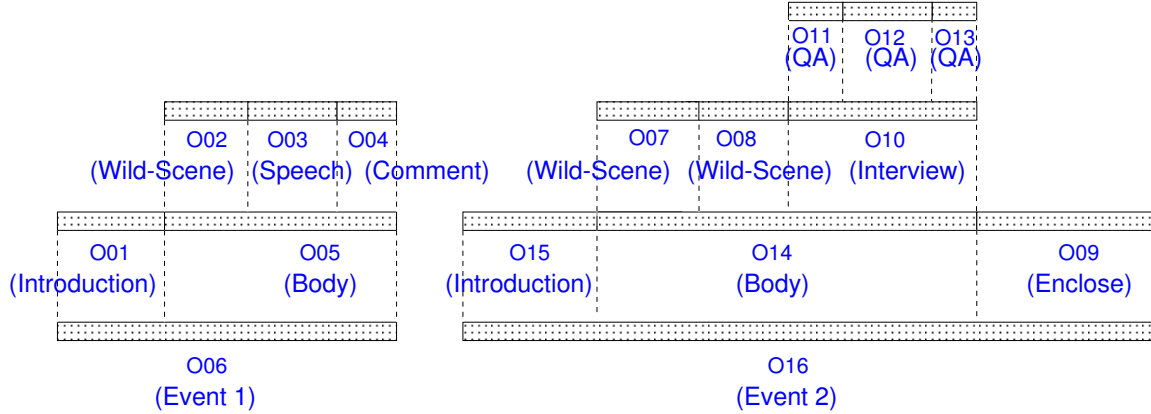 O11 O12 O13
(QA) (QA) (QA)
O02 O03 O04 O07 O08 O10
(Wild-Scene) (Speech) (Comment) (Wild-Scene) (Wild-Scene) (Interview)
O01 O05 O15 O14 O09
(Introduction) (Body) (Introduction) (Body) (Enclose)
O06 O16
(Event 1) (Event 2)